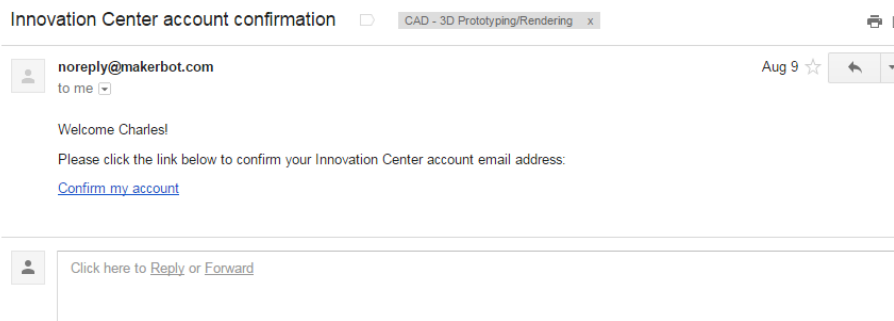 Innovation Center account confirmation CAD - 3D Prototyping/Rendering x
noreply@makerbot.com Aug 9
to me
Welcome Charles!
Please click the link below to confirm your Innovation Center account email address:
Confirm my account
Click here to Reply or Forward